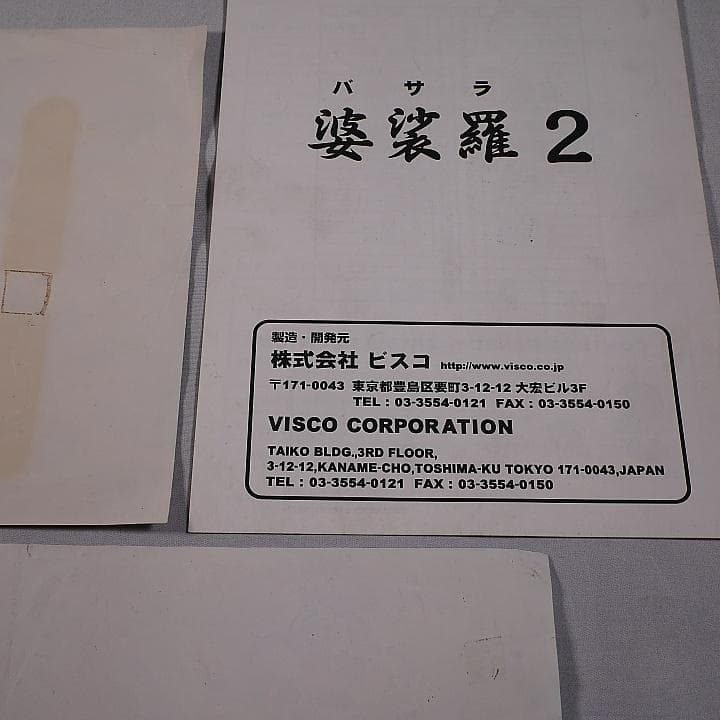 バサラ
婆裟羅 2
製造・開発元
株式会社 ビスコ http://www.visco.co.jp
〒171-0043 東京都豊島区要町3-12-12 大宏ビル3F
TEL：03-3554-0121 FAX：03-3554-0150
VISCO CORPORATION
TAIKO BLDG.,3RD FLOOR,
3-12-12,KANAME-CHO,TOSHIMA-KU TOKYO 171-0043,JAPAN
TEL：03-3554-0121 FAX：03-3554-0150